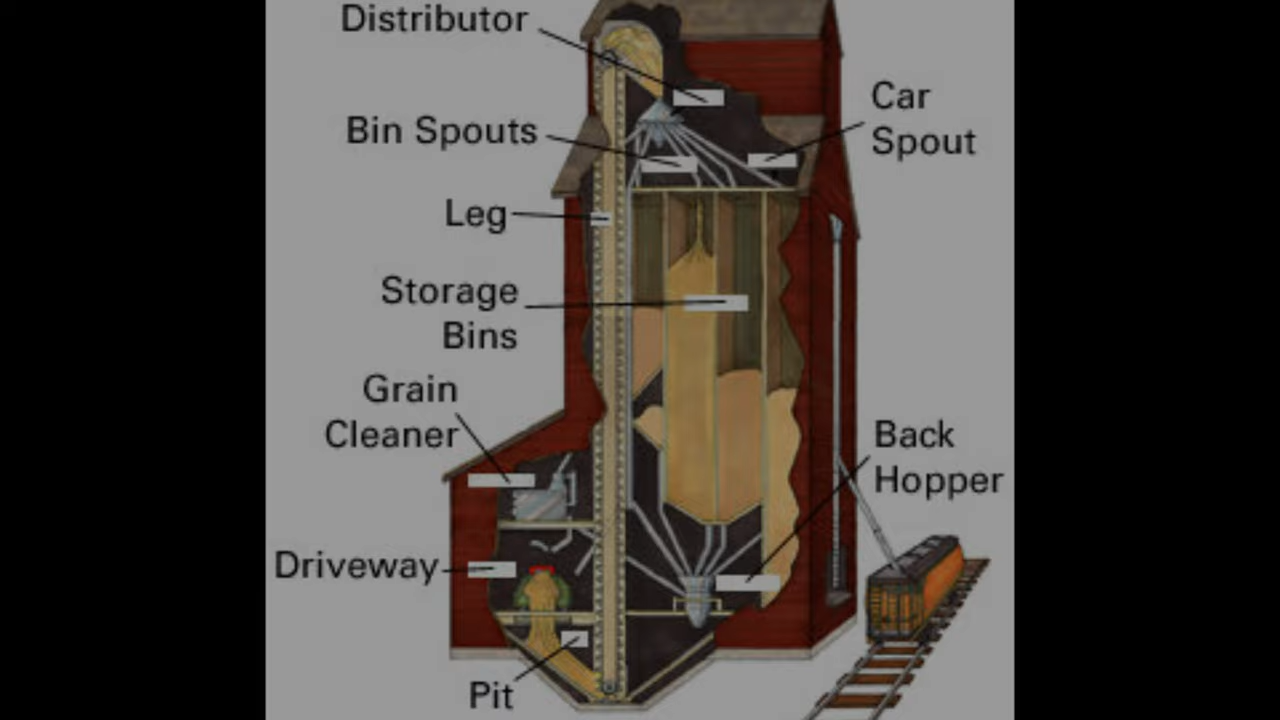 Distributor
Car
Spout
Bin Spouts
Leg
Storage
Bins
Grain
Cleaner
Back
Hopper
Driveway
Pit